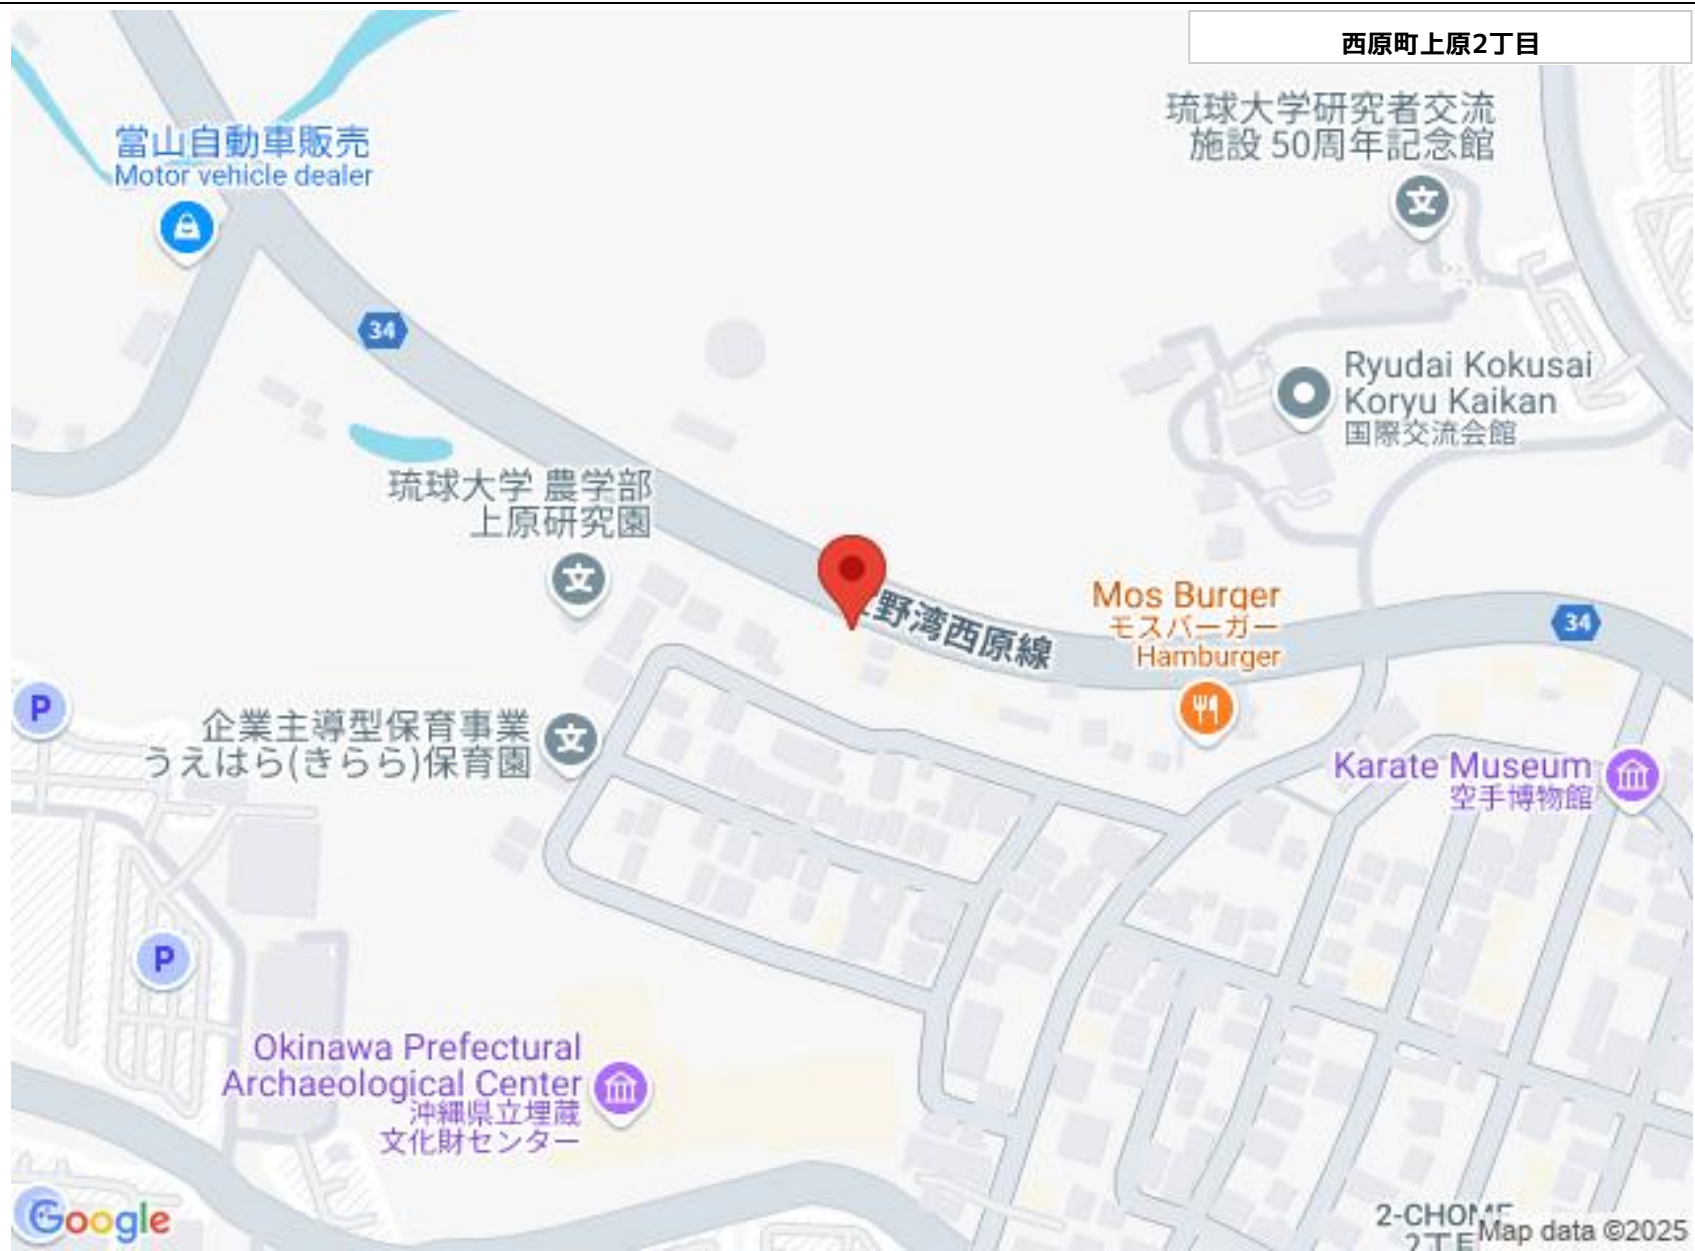 西原町上原2丁目
琉球大学研究者交流
施設 50周年記念館
當山自動車販売
Motor vehicle dealer
34
Ryudai Kokusai
Koryu Kaikan
国際交流会館
琉球大学 農学部
上原研究園
野湾西原線
Mos Burger
モスバーガー
Hamburger
34
P
企業主導型保育事業
うえはら(きらら)保育園
Karate Museum
空手博物館
P
Okinawa Prefectural
Archaeological Center
沖縄県立埋蔵
文化財センター
Google
2-CHOME
2丁目
Map data ©2025